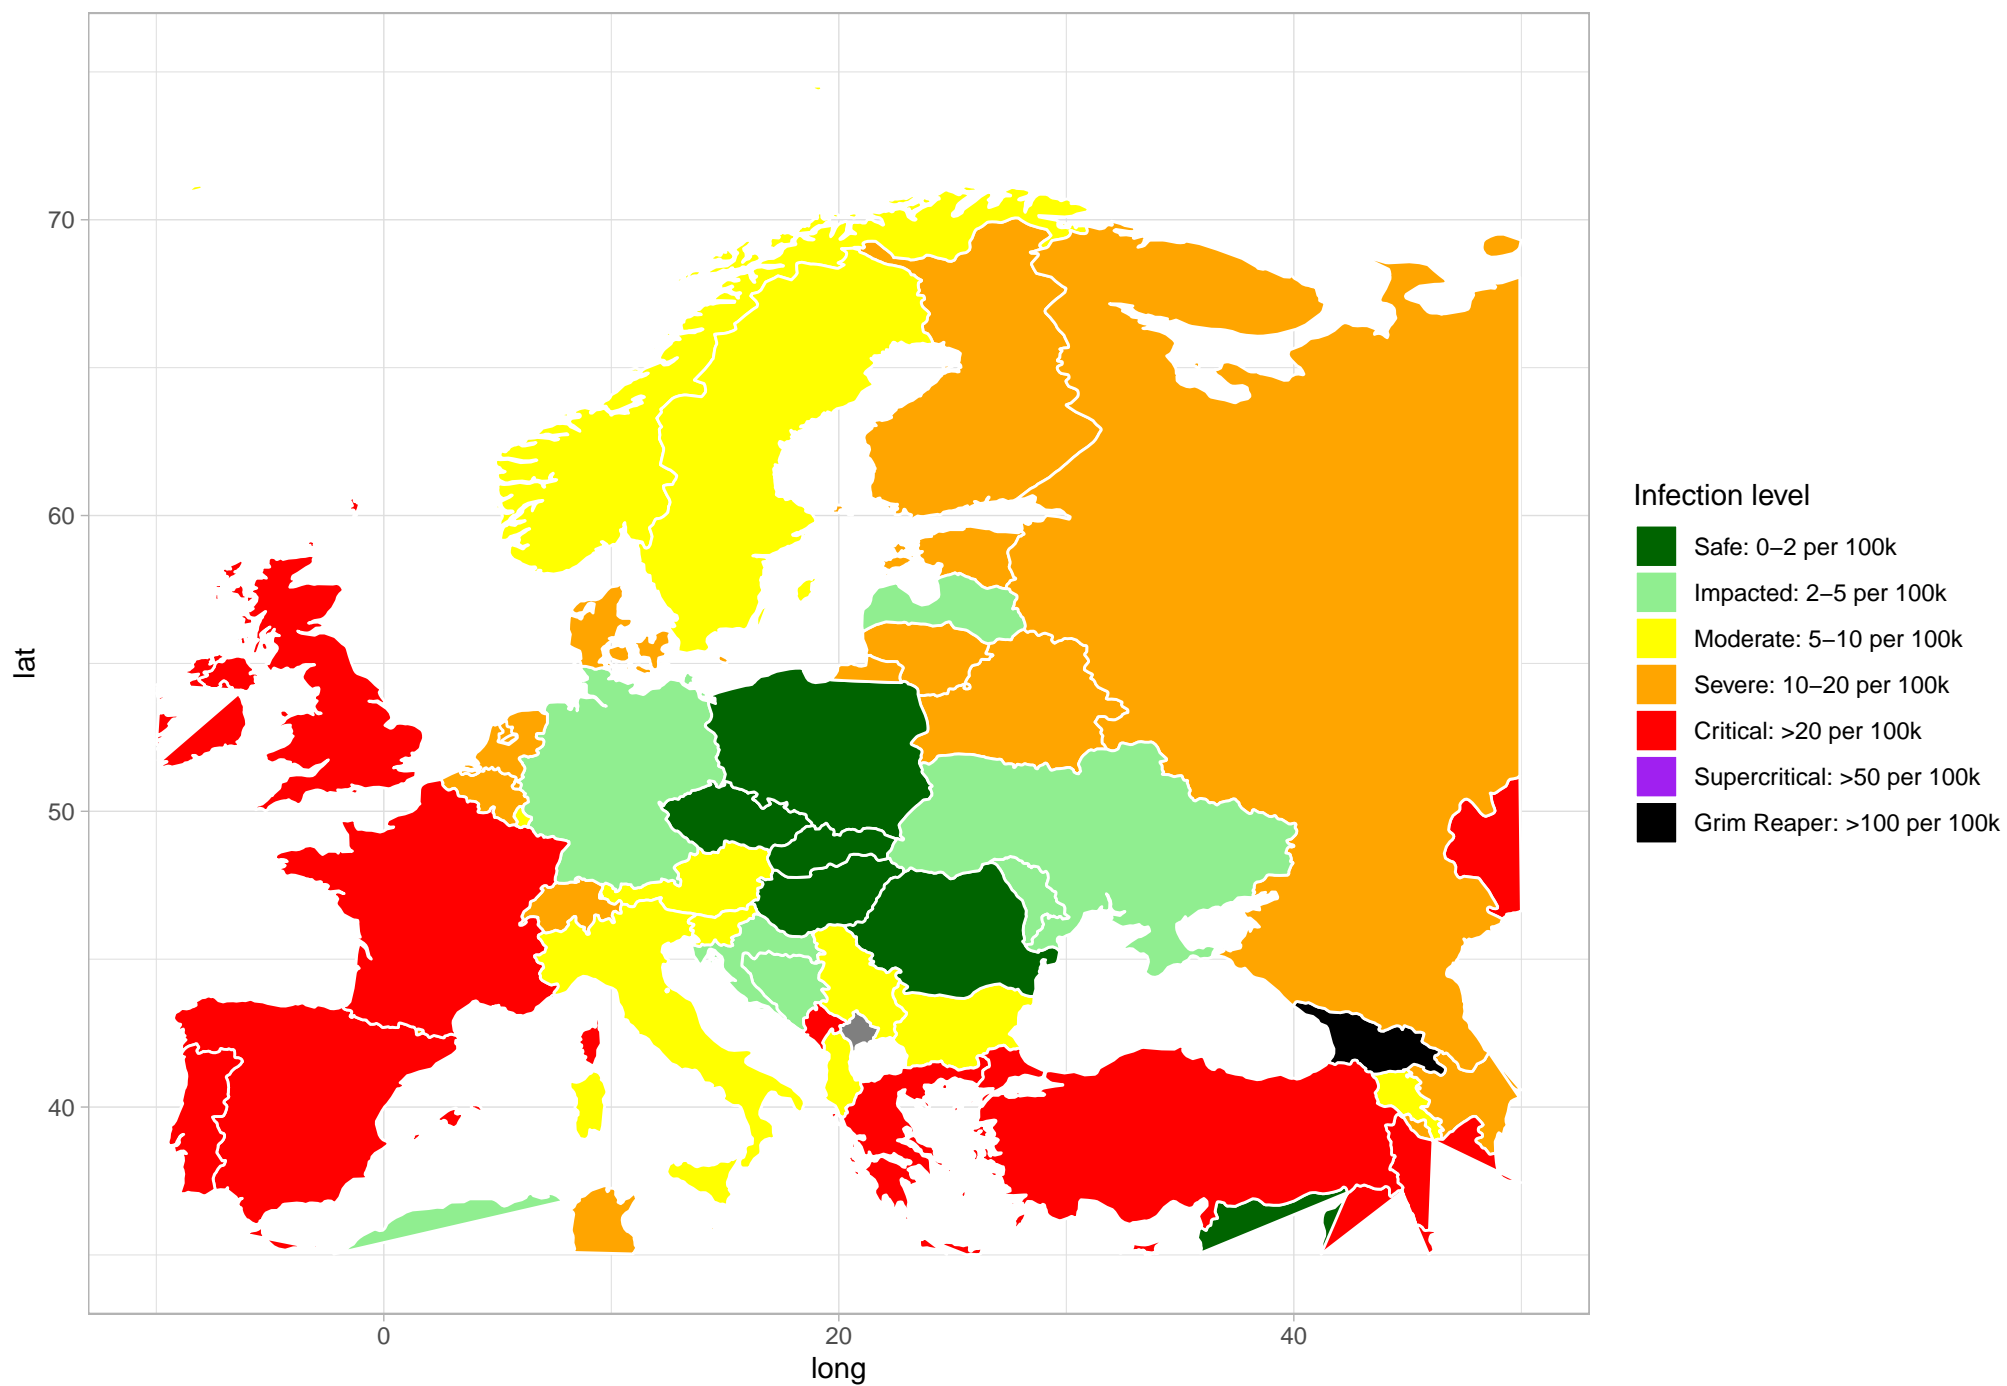 70
60
50
40
lat
0
20
40
long
Infection level
Safe: 0–2 per 100k
Impacted: 2–5 per 100k
Moderate: 5–10 per 100k
Severe: 10–20 per 100k
Critical: >20 per 100k
Supercritical: >50 per 100k
Grim Reaper: >100 per 100k